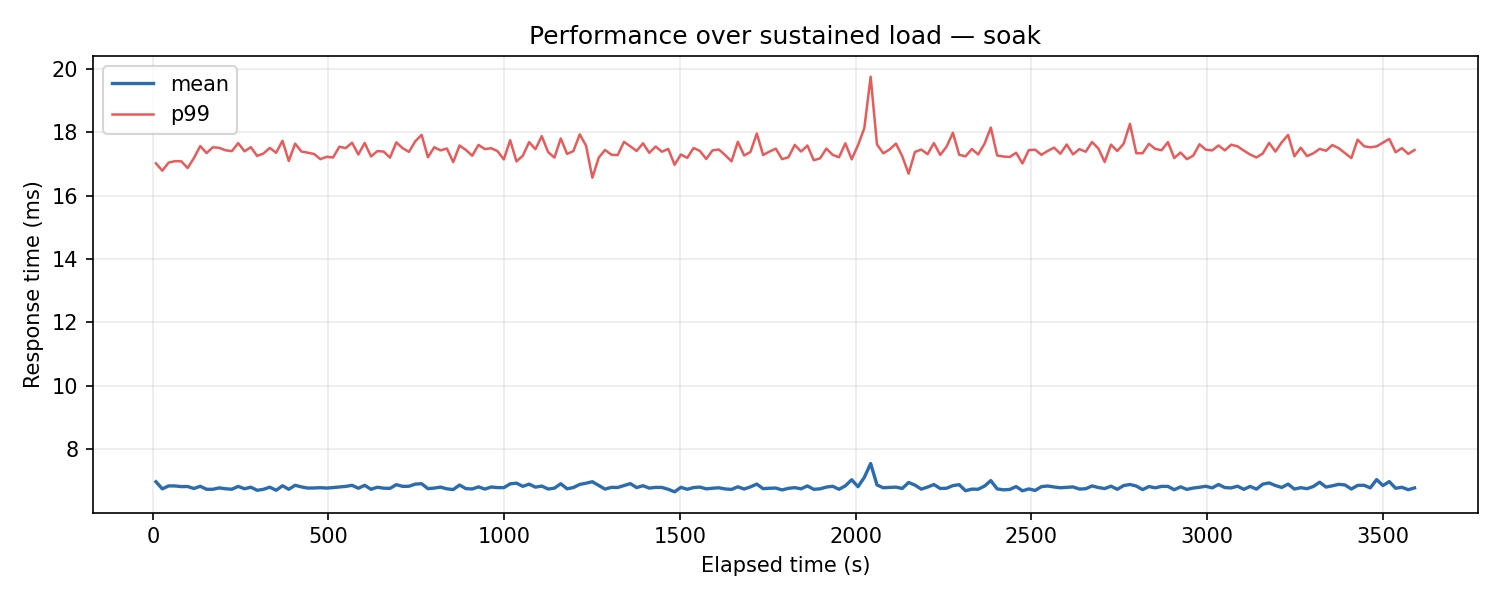 Performance over sustained load — soak
mean
p99
Response time (ms)
20
18
16
14
12
10
8
0 500 1000 1500 2000 2500 3000 3500
Elapsed time (s)